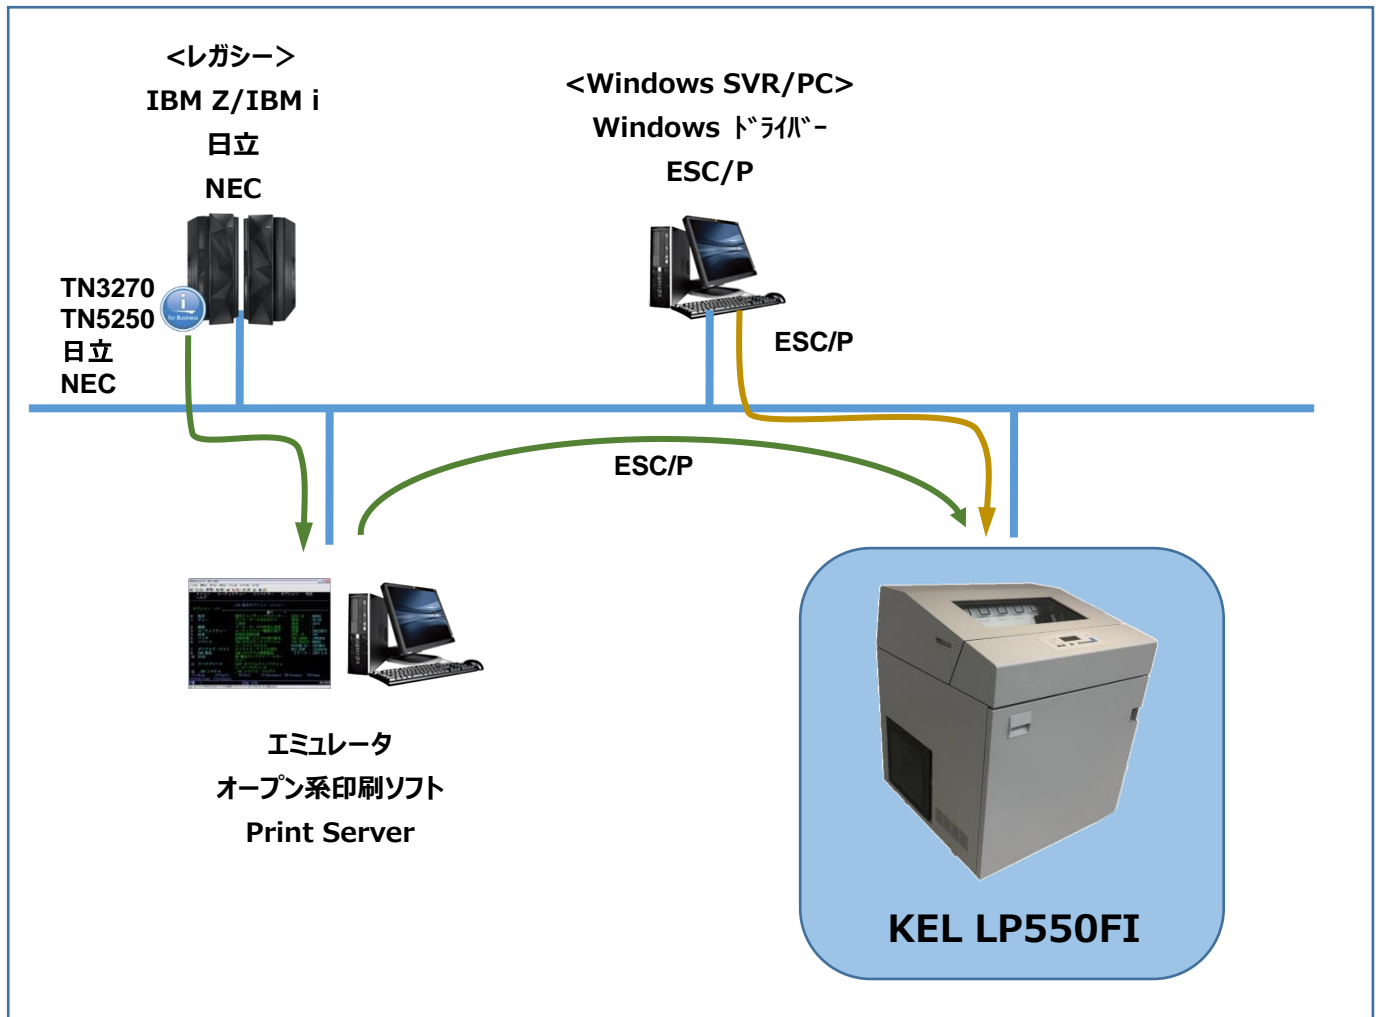 <レガシー>
IBM Z/IBM i
日立
NEC
<Windows SVR/PC>
Windows ﾄﾞﾗｲﾊﾞｰ
ESC/P
TN3270
TN5250
日立
NEC
i
for Business
ESC/P
ESC/P
エミュレータ
オープン系印刷ソフト
Print Server
KEL LP550FI